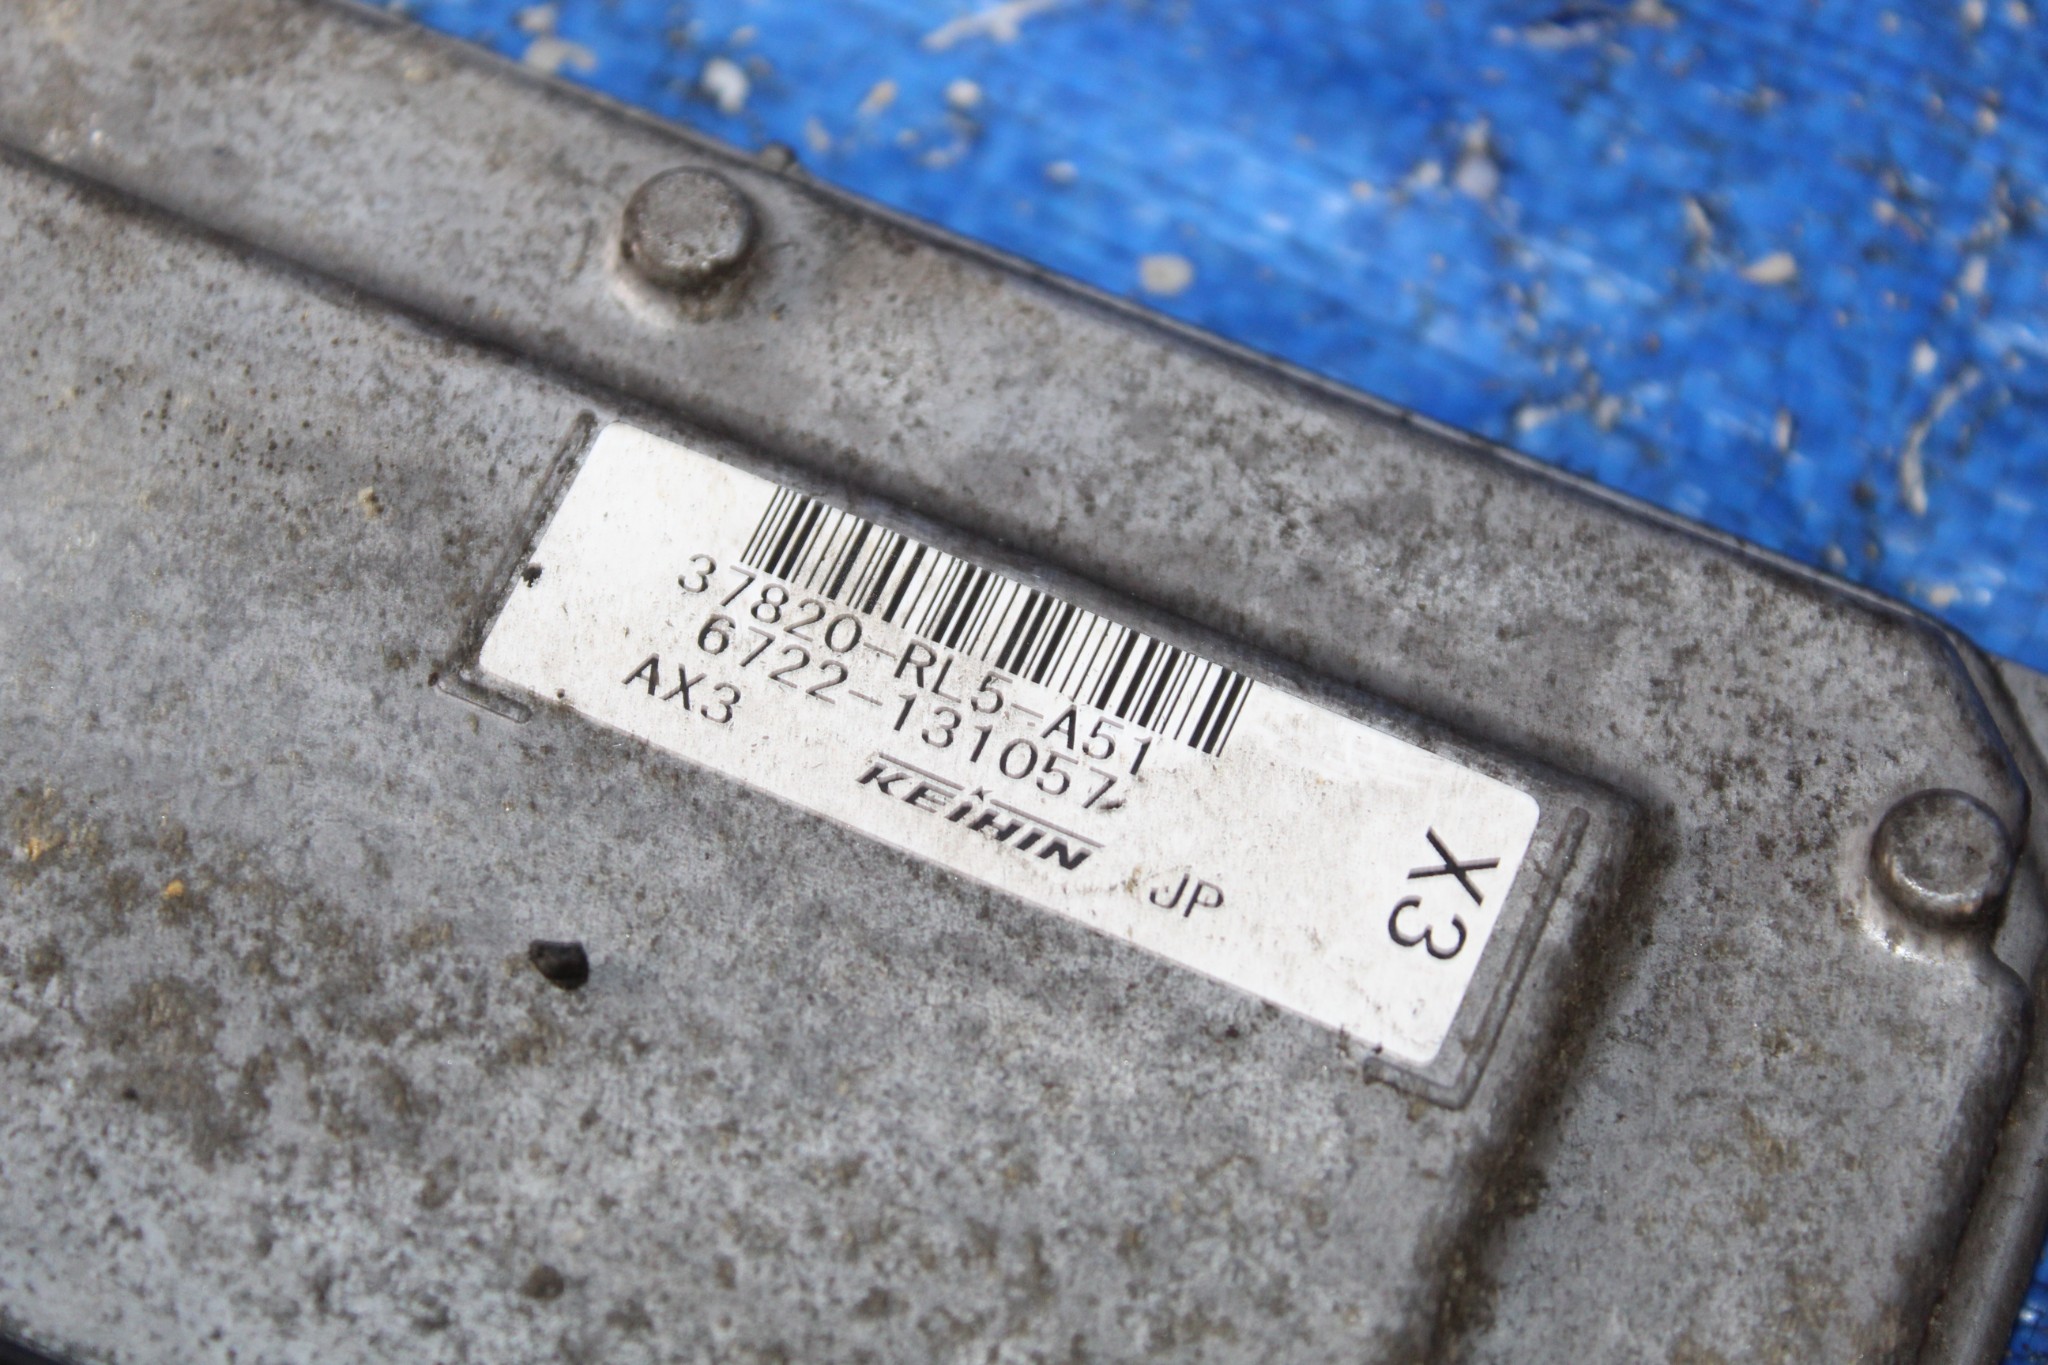 37820-RL5-A51
6722-131057
AX3
KEIHIN
JP
X3